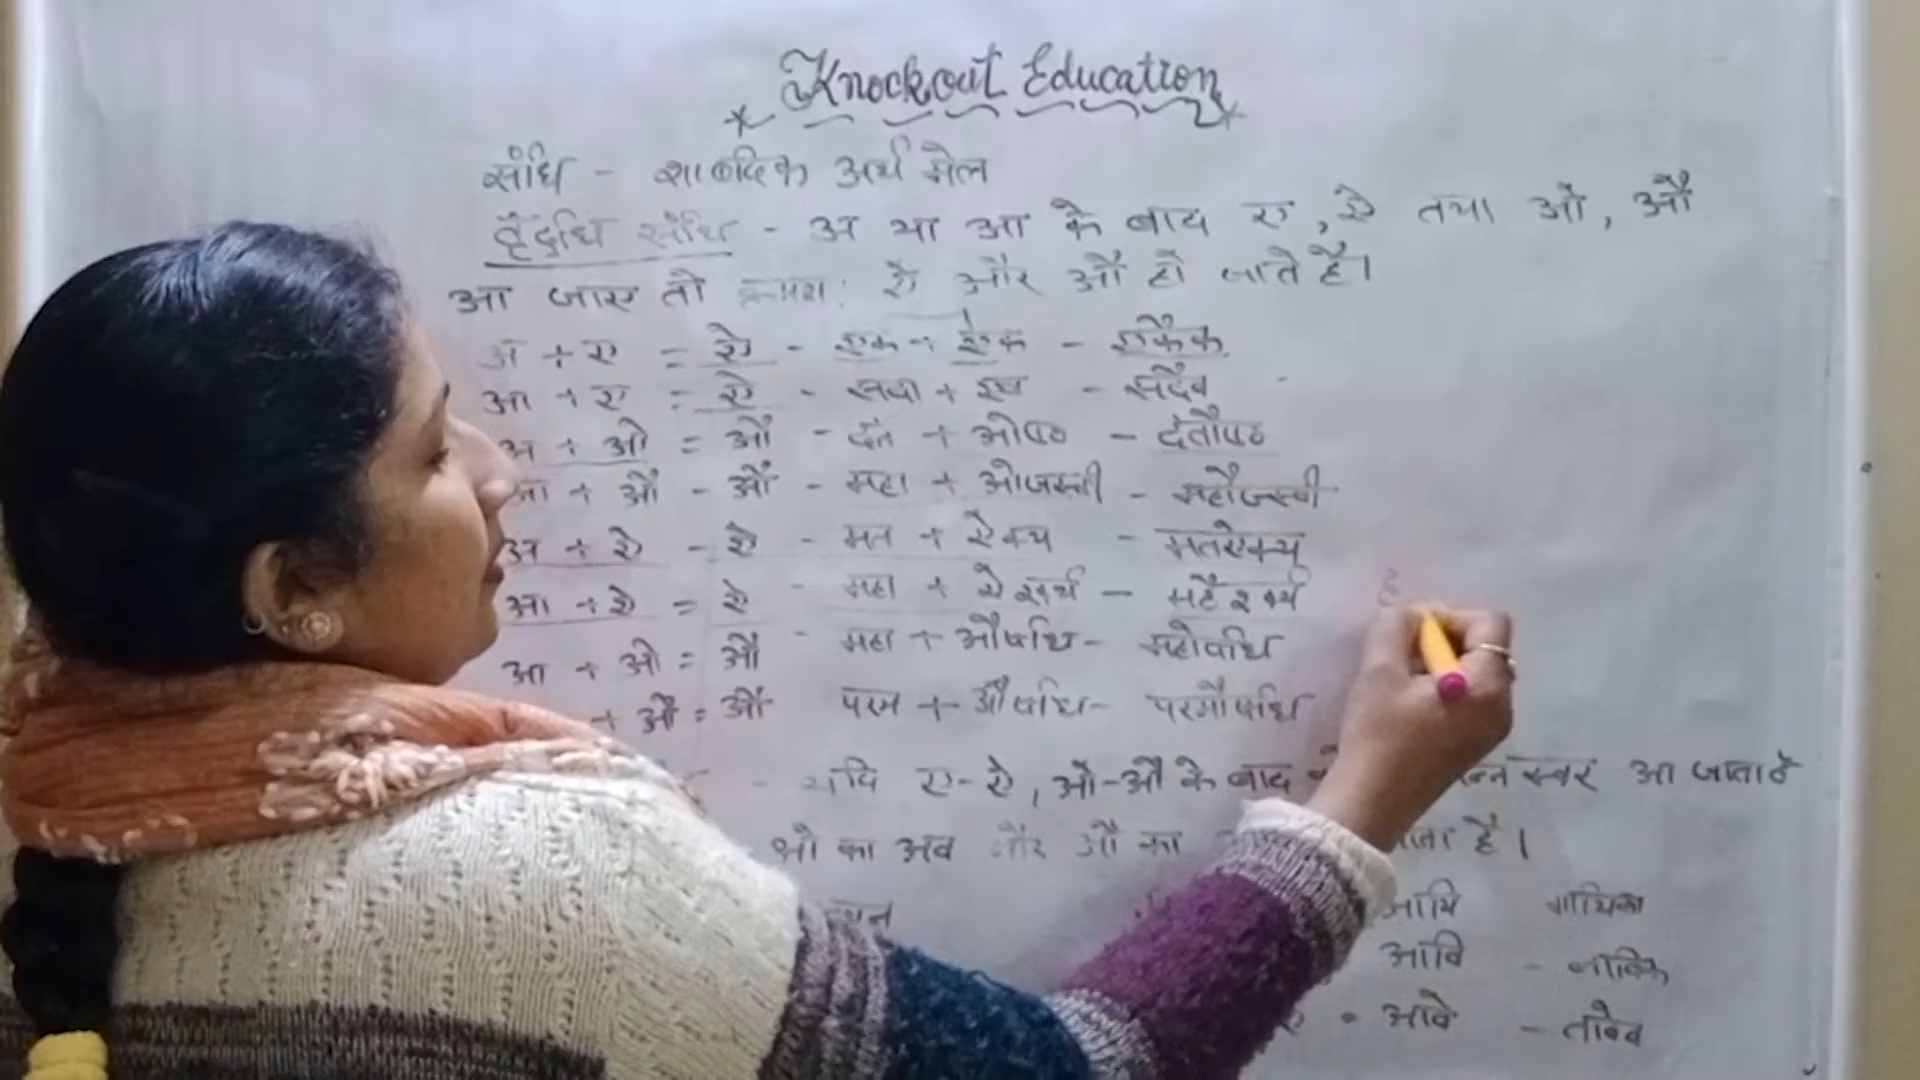 Knockout Education
संधि - शाब्दिक अर्थ मेल
वृद्धि संधि - अ या आ के बाद ए, ऐ तथा ओ, औ
आ जाए तो क्रमश: ऐ और औ हो जाते है।
अ + ए = ऐ - एक + एक - एकैक
आ + ए = ऐ - सदा + एव - सदैव
अ + ओ = औ - दंत + ओष्ठ - दंतौष्ठ
आ + औ - औ - महा + ओजस्वी - महौजस्वी
अ + ऐ - ऐ - मत + ऐक्य - मतऐक्य
आ + ऐ = ऐ - महा + ऐश्वर्य - महैश्वर्य
आ + ओ = औ - महा + औषधि - महोषधि
+ औ = औ परम + औषधि - परमौषधि
- यदि ए-ऐ, ओ-औ के बाद स्वर आ जाता है
ओ का अव और औ का जाता है।
आयि गायिका
आवि - नाविक
ए = आवे -